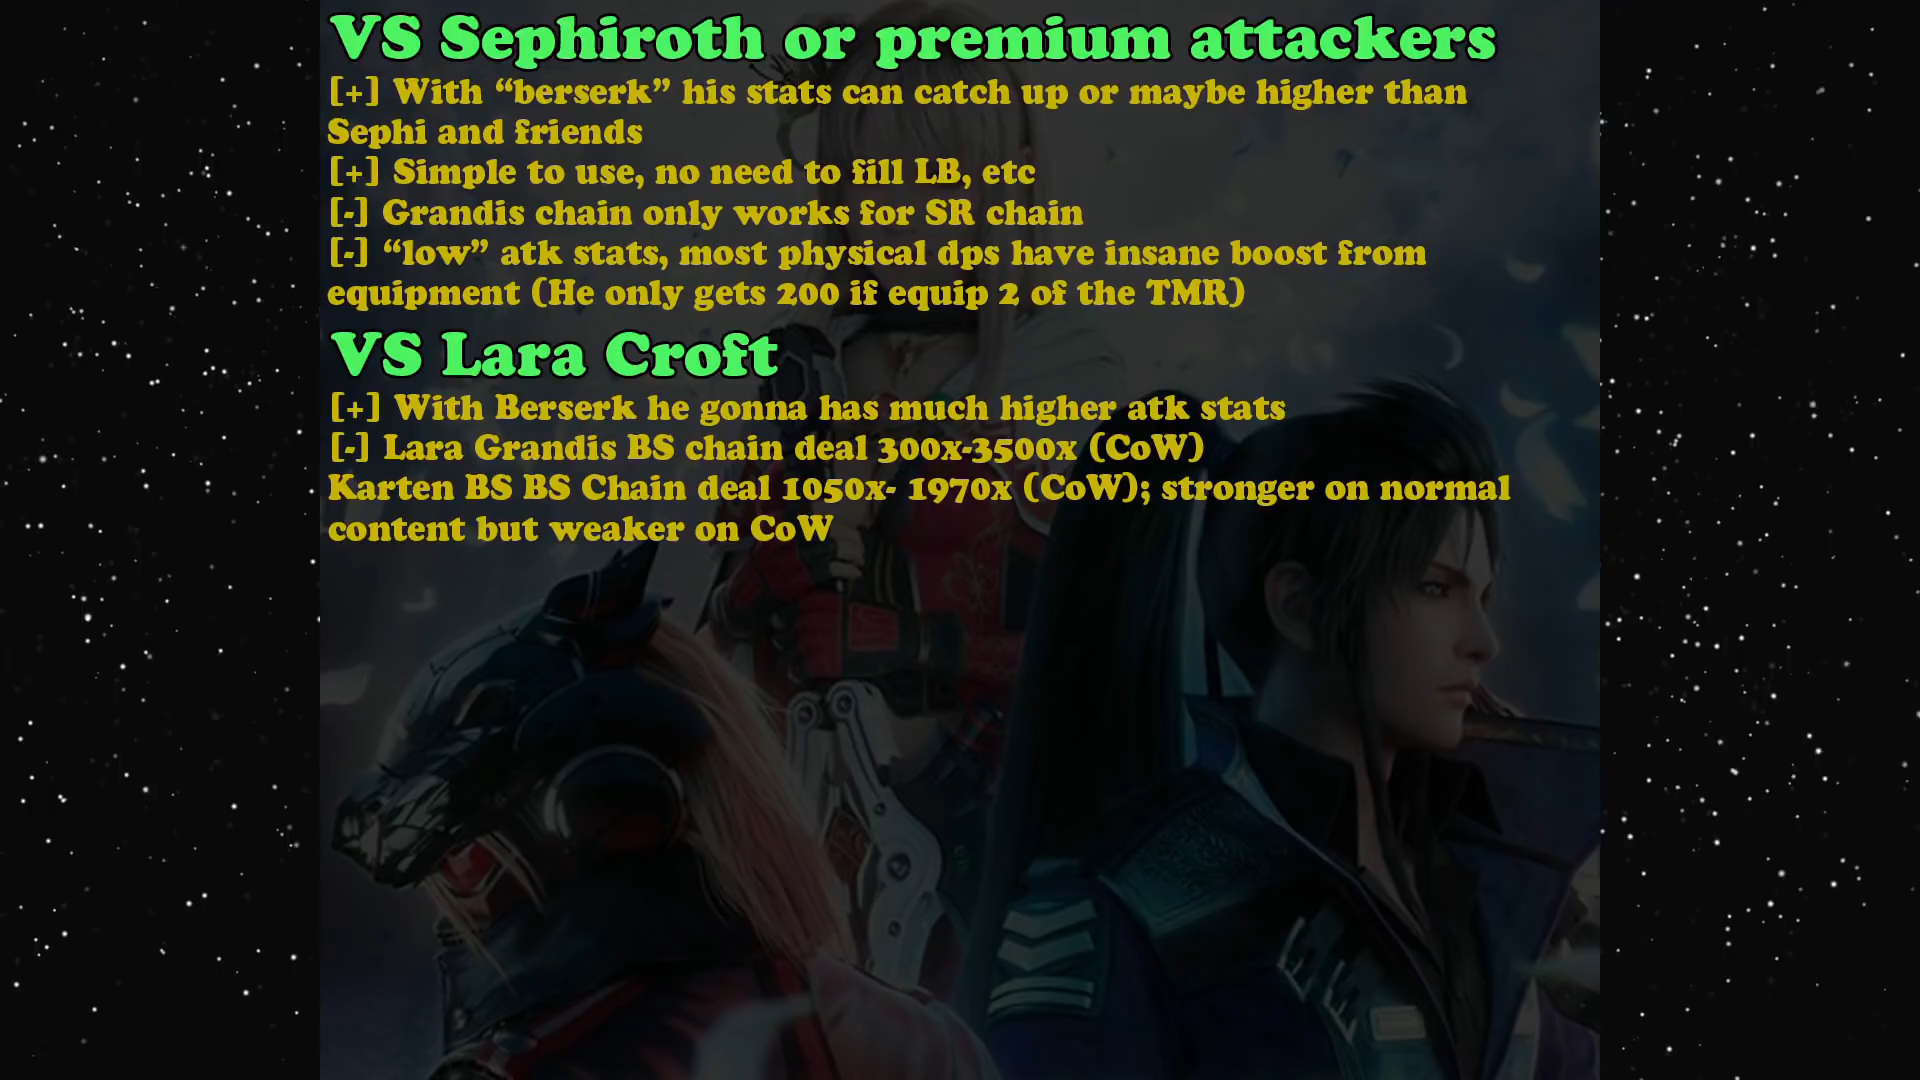 VS Sephiroth or premium attackers
[+] With “berserk” his stats can catch up or maybe higher than
Sephi and friends
[+] Simple to use, no need to fill LB, etc
[-] Grandis chain only works for SR chain
[-] “low” atk stats, most physical dps have insane boost from
equipment (He only gets 200 if equip 2 of the TMR)
VS Lara Croft
[+] With Berserk he gonna has much higher atk stats
[-] Lara Grandis BS chain deal 300x-3500x (CoW)
Karten BS BS Chain deal 1050x- 1970x (CoW); stronger on normal
content but weaker on CoW